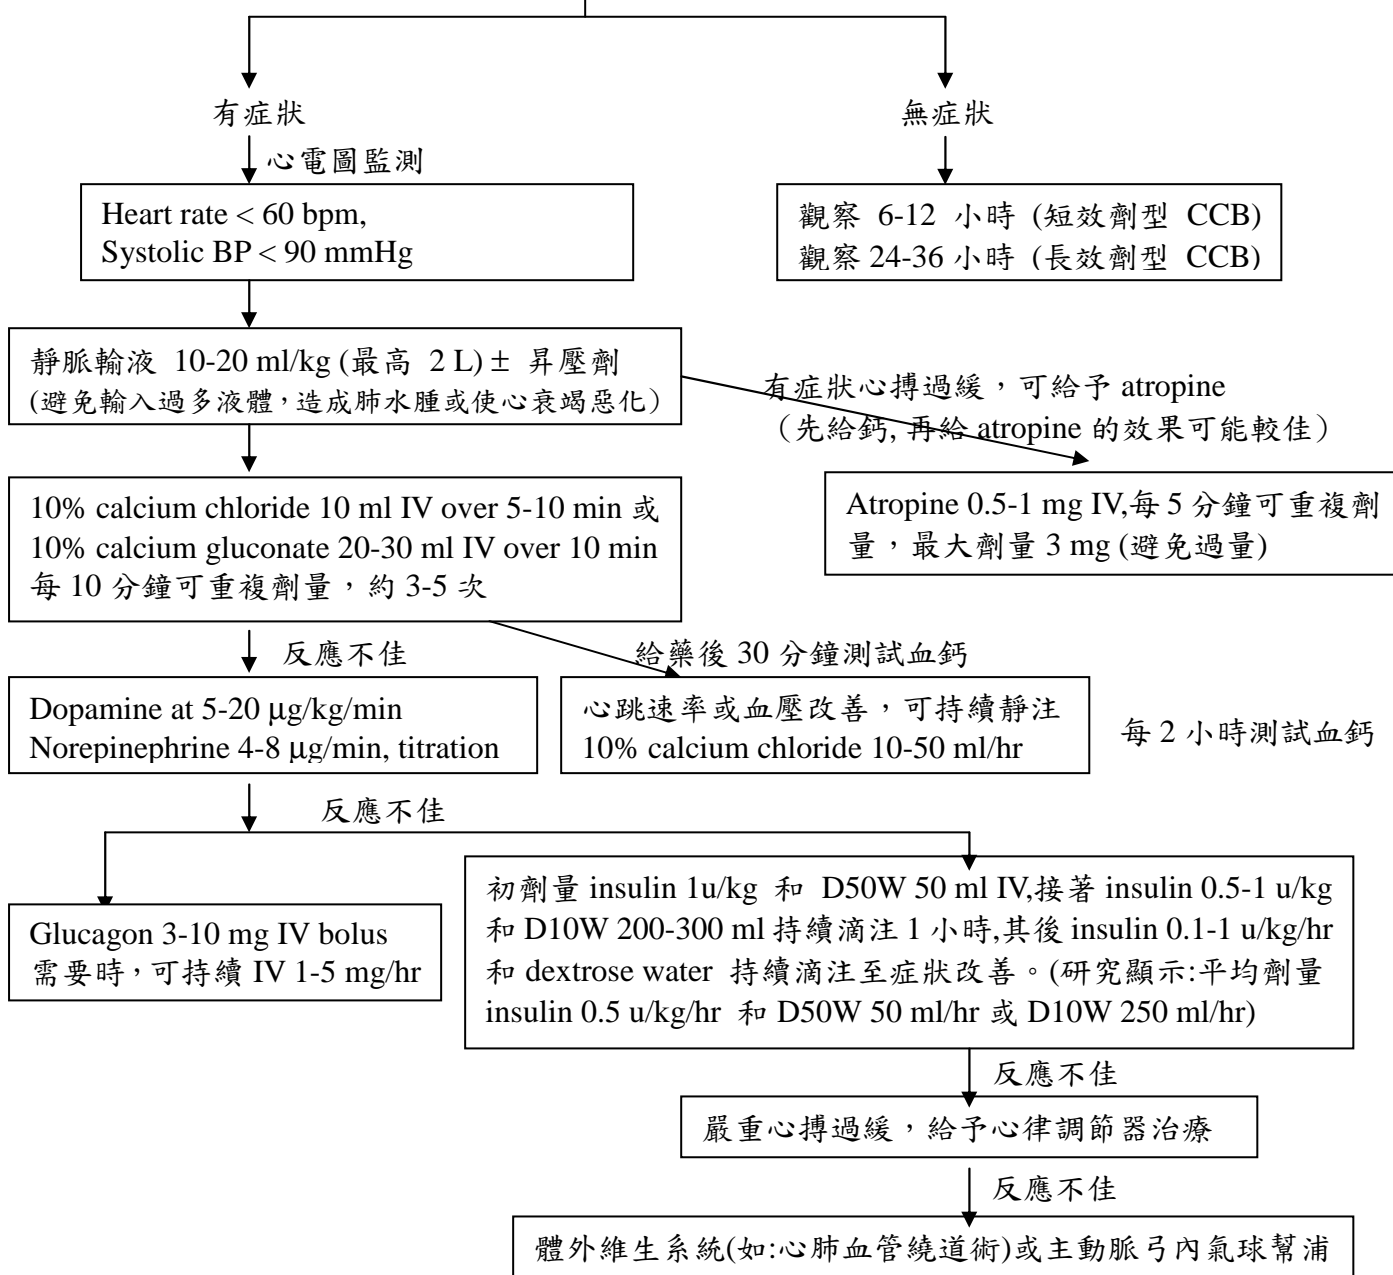 有症狀
無症狀
心電圖監測
Heart rate < 60 bpm,
Systolic BP < 90 mmHg
觀察 6-12 小時 (短效劑型 CCB)
觀察 24-36 小時 (長效劑型 CCB)
靜脈輸液 10-20 ml/kg (最高 2 L) ± 昇壓劑
(避免輸入過多液體,造成肺水腫或使心衰竭惡化)
有症狀心搏過緩，可給予 atropine
（先給鈣, 再給 atropine 的效果可能較佳）
10% calcium chloride 10 ml IV over 5-10 min 或
10% calcium gluconate 20-30 ml IV over 10 min
每 10 分鐘可重複劑量，約 3-5 次
Atropine 0.5-1 mg IV,每 5 分鐘可重複劑
量，最大劑量 3 mg (避免過量)
反應不佳
給藥後 30 分鐘測試血鈣
Dopamine at 5-20 μg/kg/min
Norepinephrine 4-8 μg/min, titration
心跳速率或血壓改善，可持續靜注
10% calcium chloride 10-50 ml/hr
每 2 小時測試血鈣
反應不佳
Glucagon 3-10 mg IV bolus
需要時，可持續 IV 1-5 mg/hr
初劑量 insulin 1u/kg 和 D50W 50 ml IV,接著 insulin 0.5-1 u/kg
和 D10W 200-300 ml 持續滴注 1 小時,其後 insulin 0.1-1 u/kg/hr
和 dextrose water 持續滴注至症狀改善。(研究顯示:平均劑量
insulin 0.5 u/kg/hr 和 D50W 50 ml/hr 或 D10W 250 ml/hr)
反應不佳
嚴重心搏過緩，給予心律調節器治療
反應不佳
體外維生系統(如:心肺血管繞道術)或主動脈弓內氣球幫浦